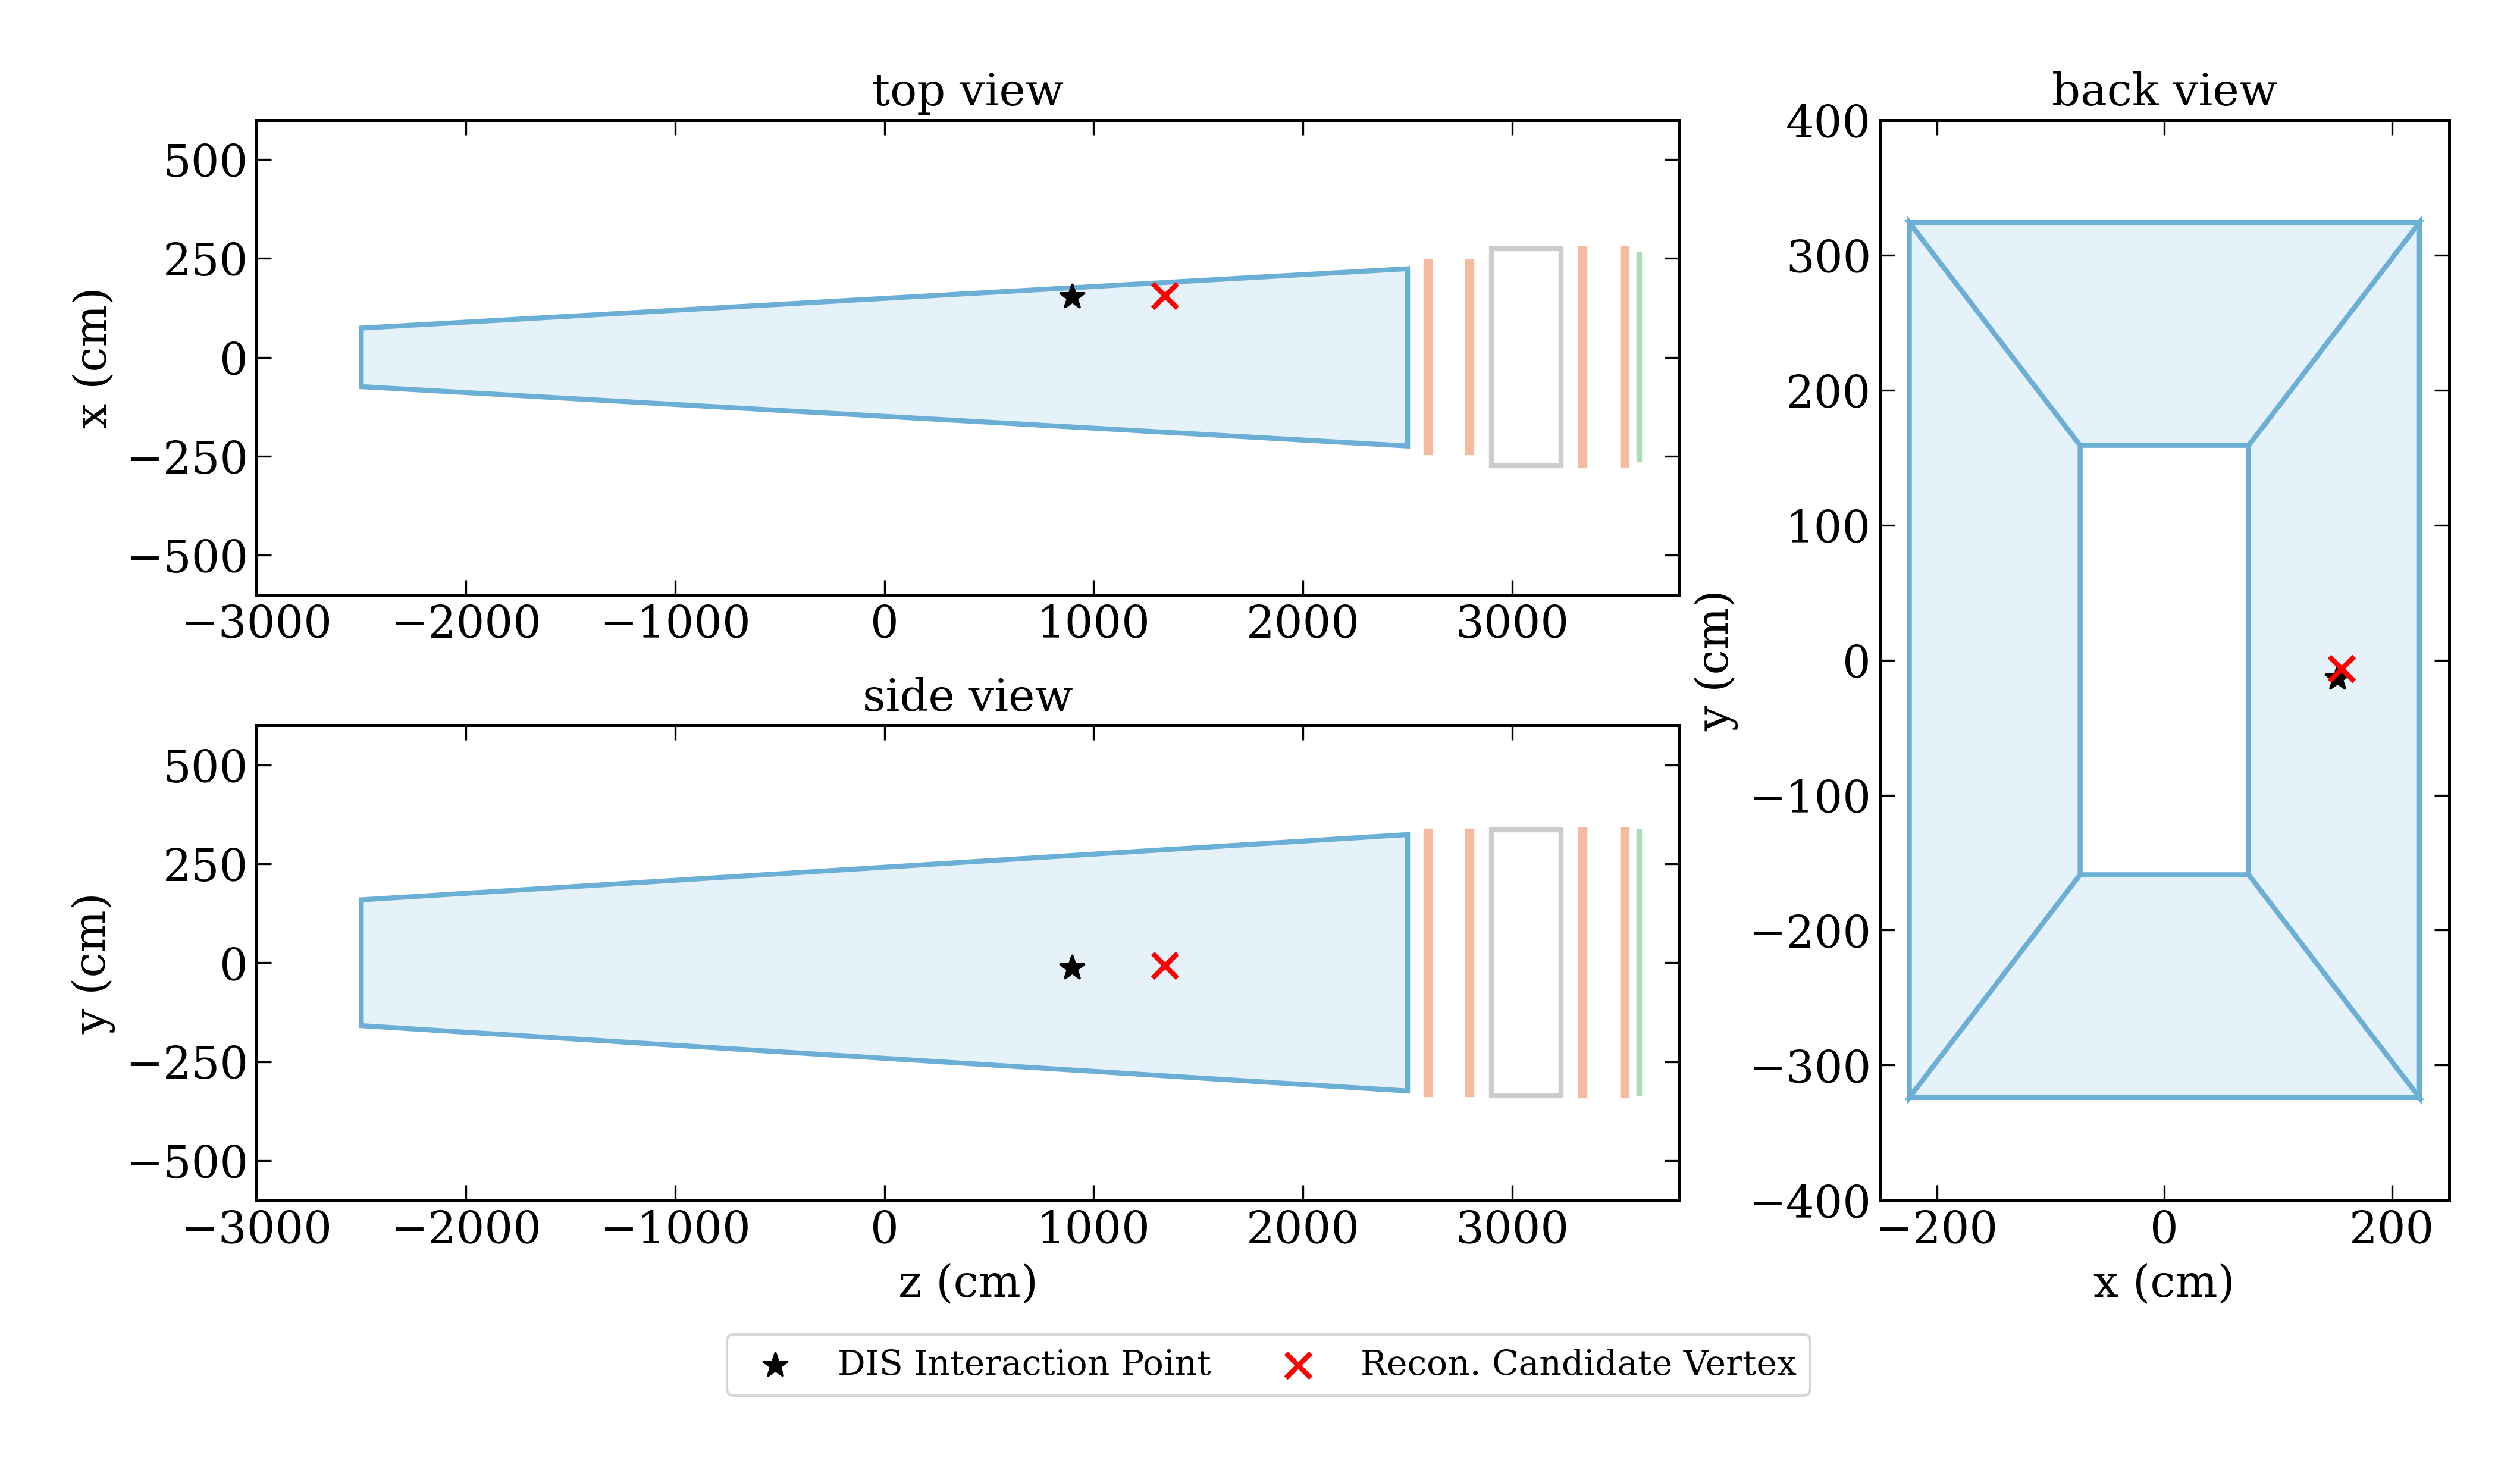 top view
500
250
0
−250
−500
x (cm)
−3000 −2000 −1000 0 1000 2000 3000
side view
500
250
0
−250
−500
y (cm)
−3000 −2000 −1000 0 1000 2000 3000
z (cm)
back view
400
300
200
100
0
−100
−200
−300
−400
y (cm)
−200 0 200
x (cm)
DIS Interaction Point Recon. Candidate Vertex